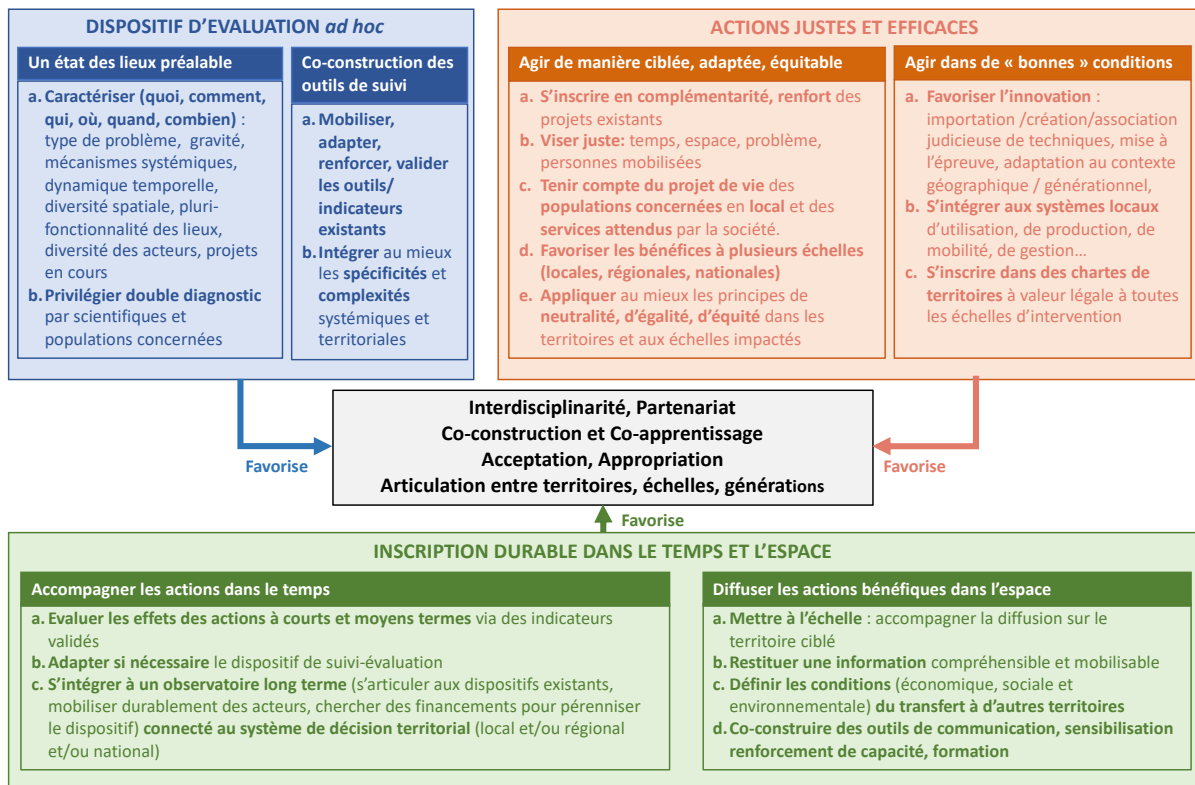 DISPOSITIF D'EVALUATION ad hoc
Un état des lieux préalable
a. Caractériser (quoi, comment,
qui, où, quand, combien) :
type de problème, gravité,
mécanismes systémiques,
dynamique temporelle,
diversité spatiale, pluri-
fonctionnalité des lieux,
diversité des acteurs, projets
en cours
b. Privilégier double diagnostic
par scientifiques et
populations concernées
Co-construction des
outils de suivi
a. Mobiliser,
adapter,
renforcer, valider
les outils/
indicateurs
existants
b. Intégrer au mieux
les spécificités et
complexités
systémiques et
territoriales
ACTIONS JUSTES ET EFFICACES
Agir de manière ciblée, adaptée, équitable
a. S'inscrire en complémentarité, renfort des
projets existants
b. Viser juste: temps, espace, problème,
personnes mobilisées
c. Tenir compte du projet de vie des
populations concernées en local et des
services attendus par la société.
d. Favoriser les bénéfices à plusieurs échelles
(locales, régionales, nationales)
e. Appliquer au mieux les principes de
neutralité, d'égalité, d'équité dans les
territoires et aux échelles impactés
Agir dans de « bonnes » conditions
a. Favoriser l'innovation :
importation /création/association
judicieuse de techniques, mise à
l'épreuve, adaptation au contexte
géographique / générationnel,
b. S'intégrer aux systèmes locaux
d'utilisation, de production, de
mobilité, de gestion…
c. S'inscrire dans des chartes de
territoires à valeur légale à toutes
les échelles d'intervention
Favorise
Interdisciplinarité, Partenariat
Co-construction et Co-apprentissage
Acceptation, Appropriation
Articulation entre territoires, échelles, générations
Favorise
Favorise
INSCRIPTION DURABLE DANS LE TEMPS ET L'ESPACE
Accompagner les actions dans le temps
a. Evaluer les effets des actions à courts et moyens termes via des indicateurs
validés
b. Adapter si nécessaire le dispositif de suivi-évaluation
c. S'intégrer à un observatoire long terme (s'articuler aux dispositifs existants,
mobiliser durablement des acteurs, chercher des financements pour pérenniser
le dispositif) connecté au système de décision territorial (local et/ou régional
et/ou national)
Diffuser les actions bénéfiques dans l'espace
a. Mettre à l'échelle : accompagner la diffusion sur le
territoire ciblé
b. Restituer une information compréhensible et mobilisable
c. Définir les conditions (économique, sociale et
environnementale) du transfert à d'autres territoires
d. Co-construire des outils de communication, sensibilisation
renforcement de capacité, formation